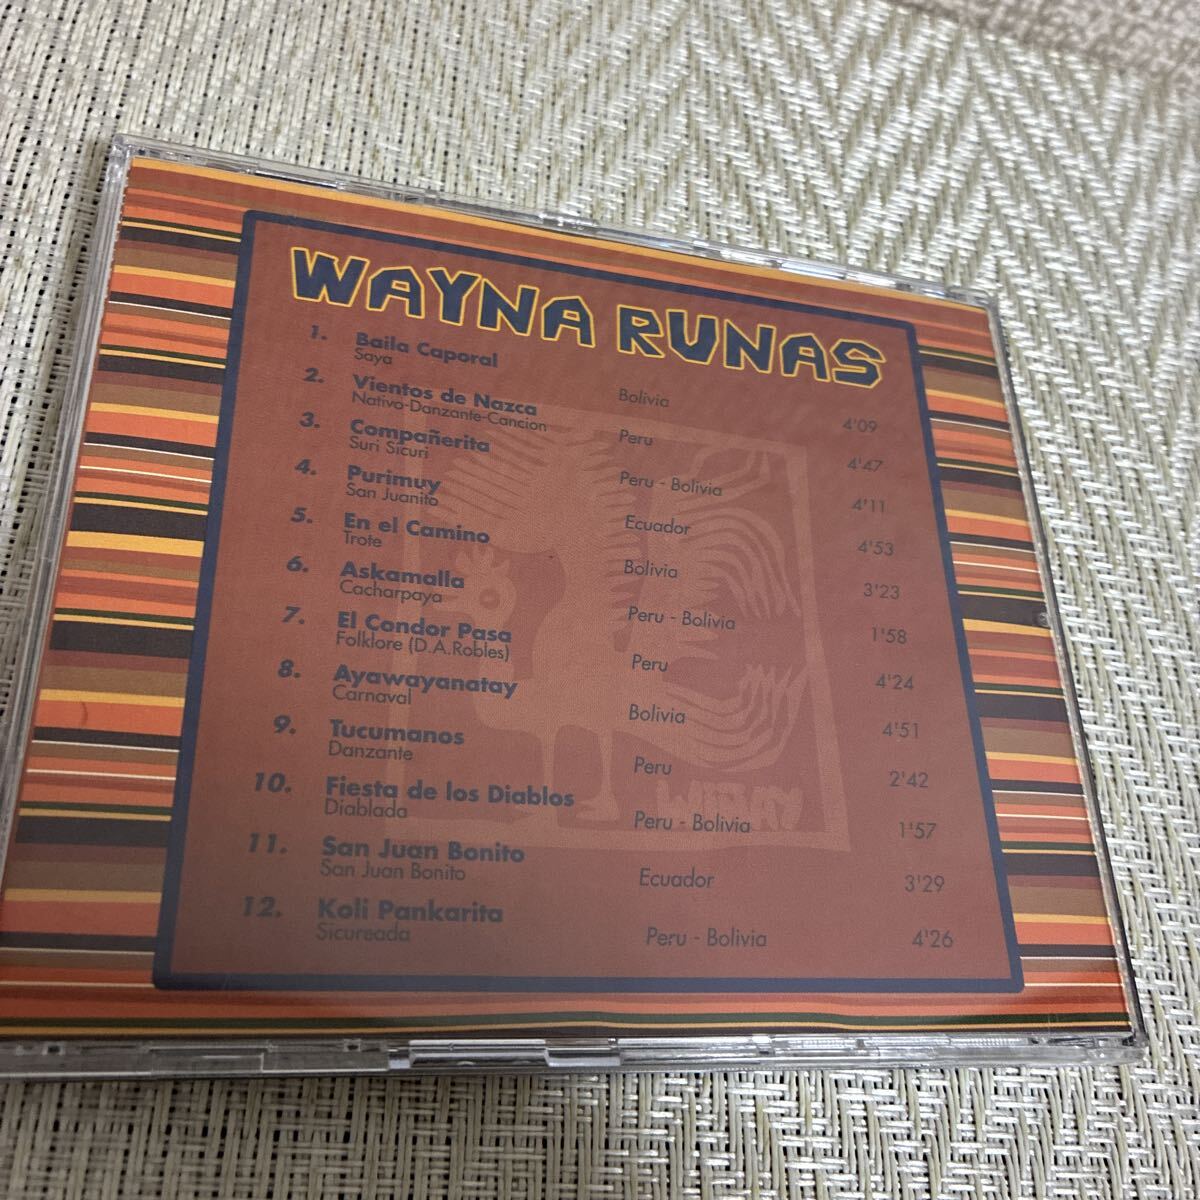 WAYNA RUNAS
1. Baila Caporal Bolivia 4'09
Saya
2. Vientos de Nazca Peru 4'47
Nativo-Danzante-Cancion
3. Compañerita Peru - Bolivia 4'11
Suri Sicuri
4. Purimuy Ecuador 4'53
San Juanito
5. En el Camino Bolivia 3'23
Trote
6. Askamalla Peru - Bolivia 1'58
Cacharpaya
7. El Condor Pasa Peru 4'24
Folklore (D.A.Robles)
8. Ayawayanatay Bolivia 4'51
Carnaval
9. Tucumanos Peru 2'42
Danzante
10. Fiesta de los Diablos Peru - Bolivia 1'57
Diablada
11. San Juan Bonito Ecuador 3'29
San Juan Bonito
12. Koli Pankarita Peru - Bolivia 4'26
Sicureada